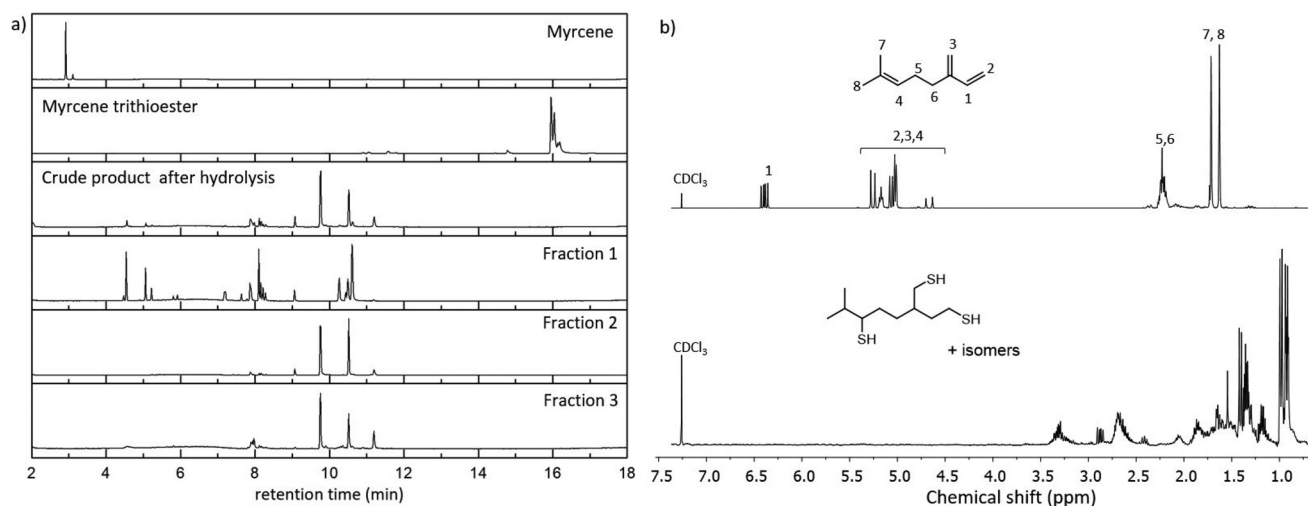 a)
Myrcene
Myrcene trithioester
Crude product after hydrolysis
Fraction 1
Fraction 2
Fraction 3
2 4 6 8 10 12 14 16 18
retention time (min)
b)
7 3 7, 8
5 2
8 4 6 1
2,3,4
5,6
1
CDCl3
SH
SH
SH
+ isomers
CDCl3
7.5 7.0 6.5 6.0 5.5 5.0 4.5 4.0 3.5 3.0 2.5 2.0 1.5 1.0
Chemical shift (ppm)